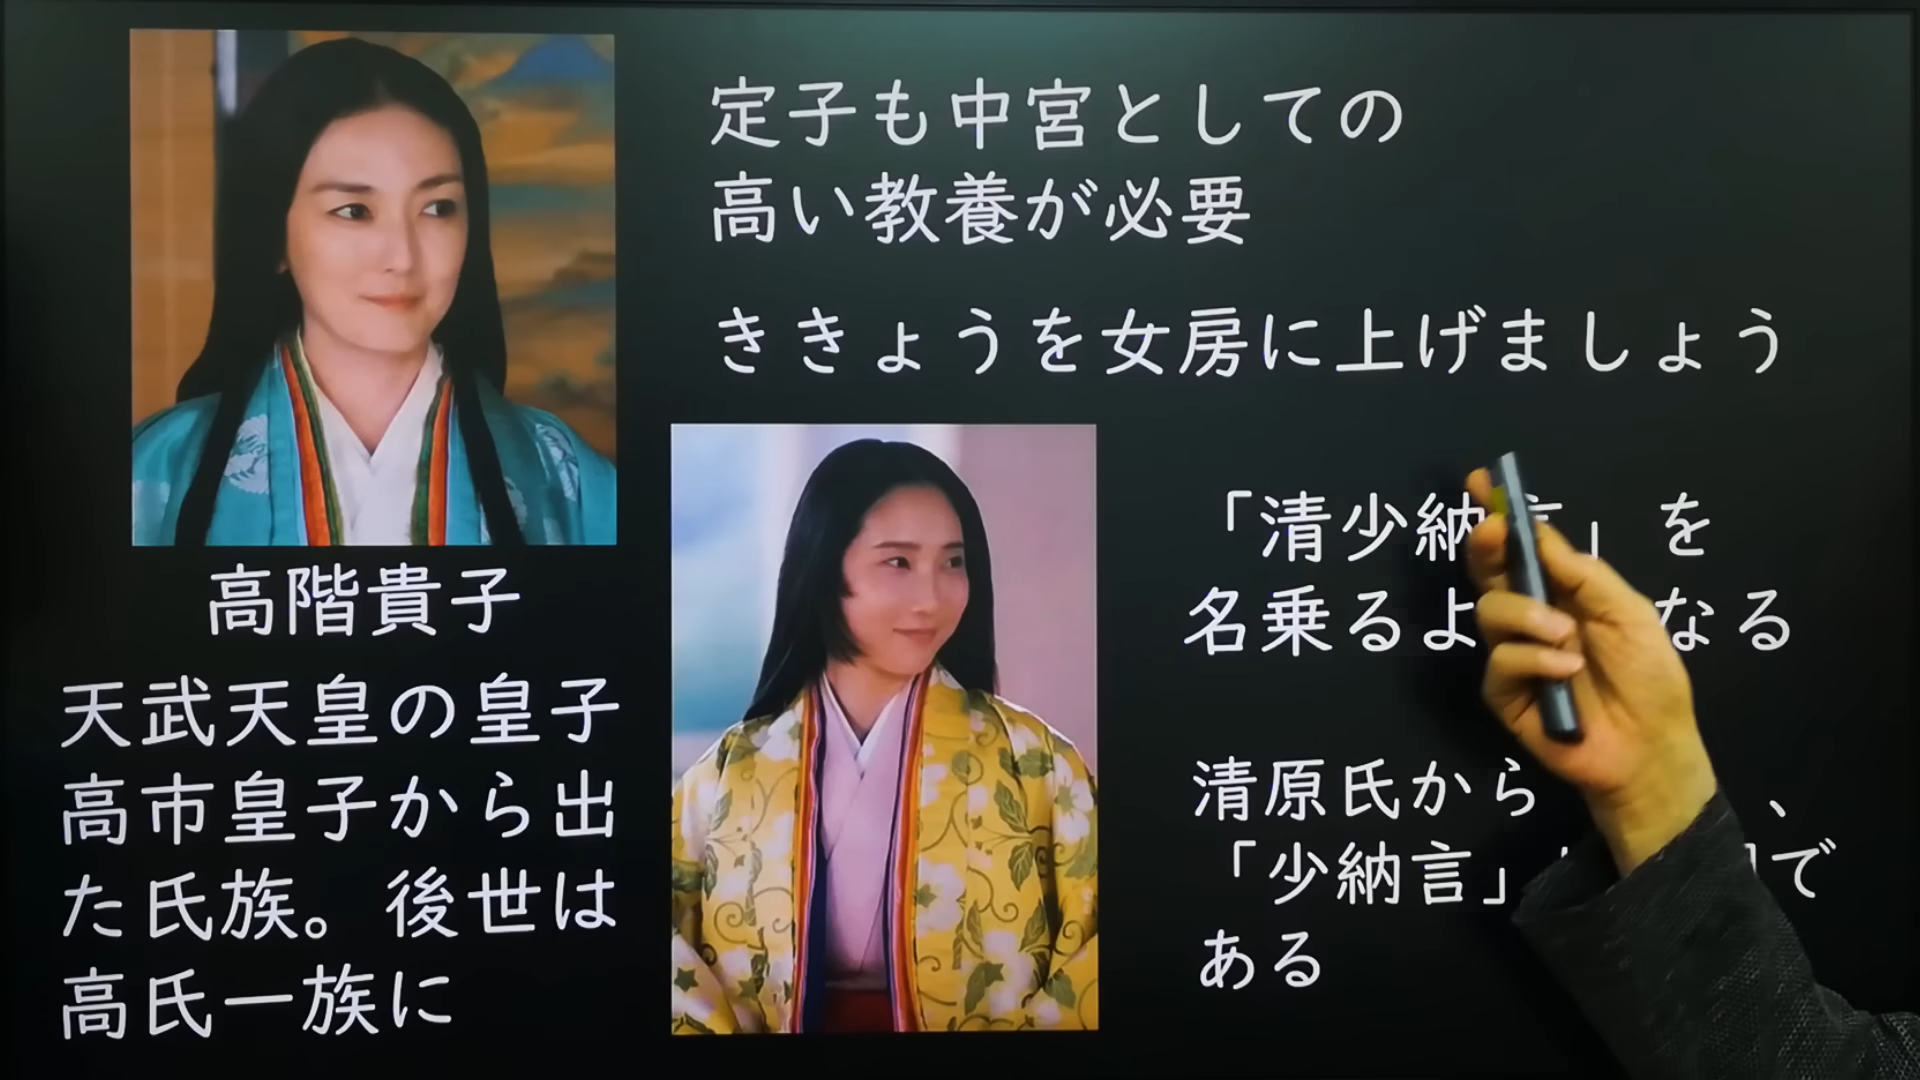 高階貴子
天武天皇の皇子
高市皇子から出
た氏族。後世は
高氏一族に
定子も中宮としての
高い教養が必要
ききょうを女房に上げましょう
「清少納言」を
名乗るよ なる
清原氏から 、
「少納言」 で
ある